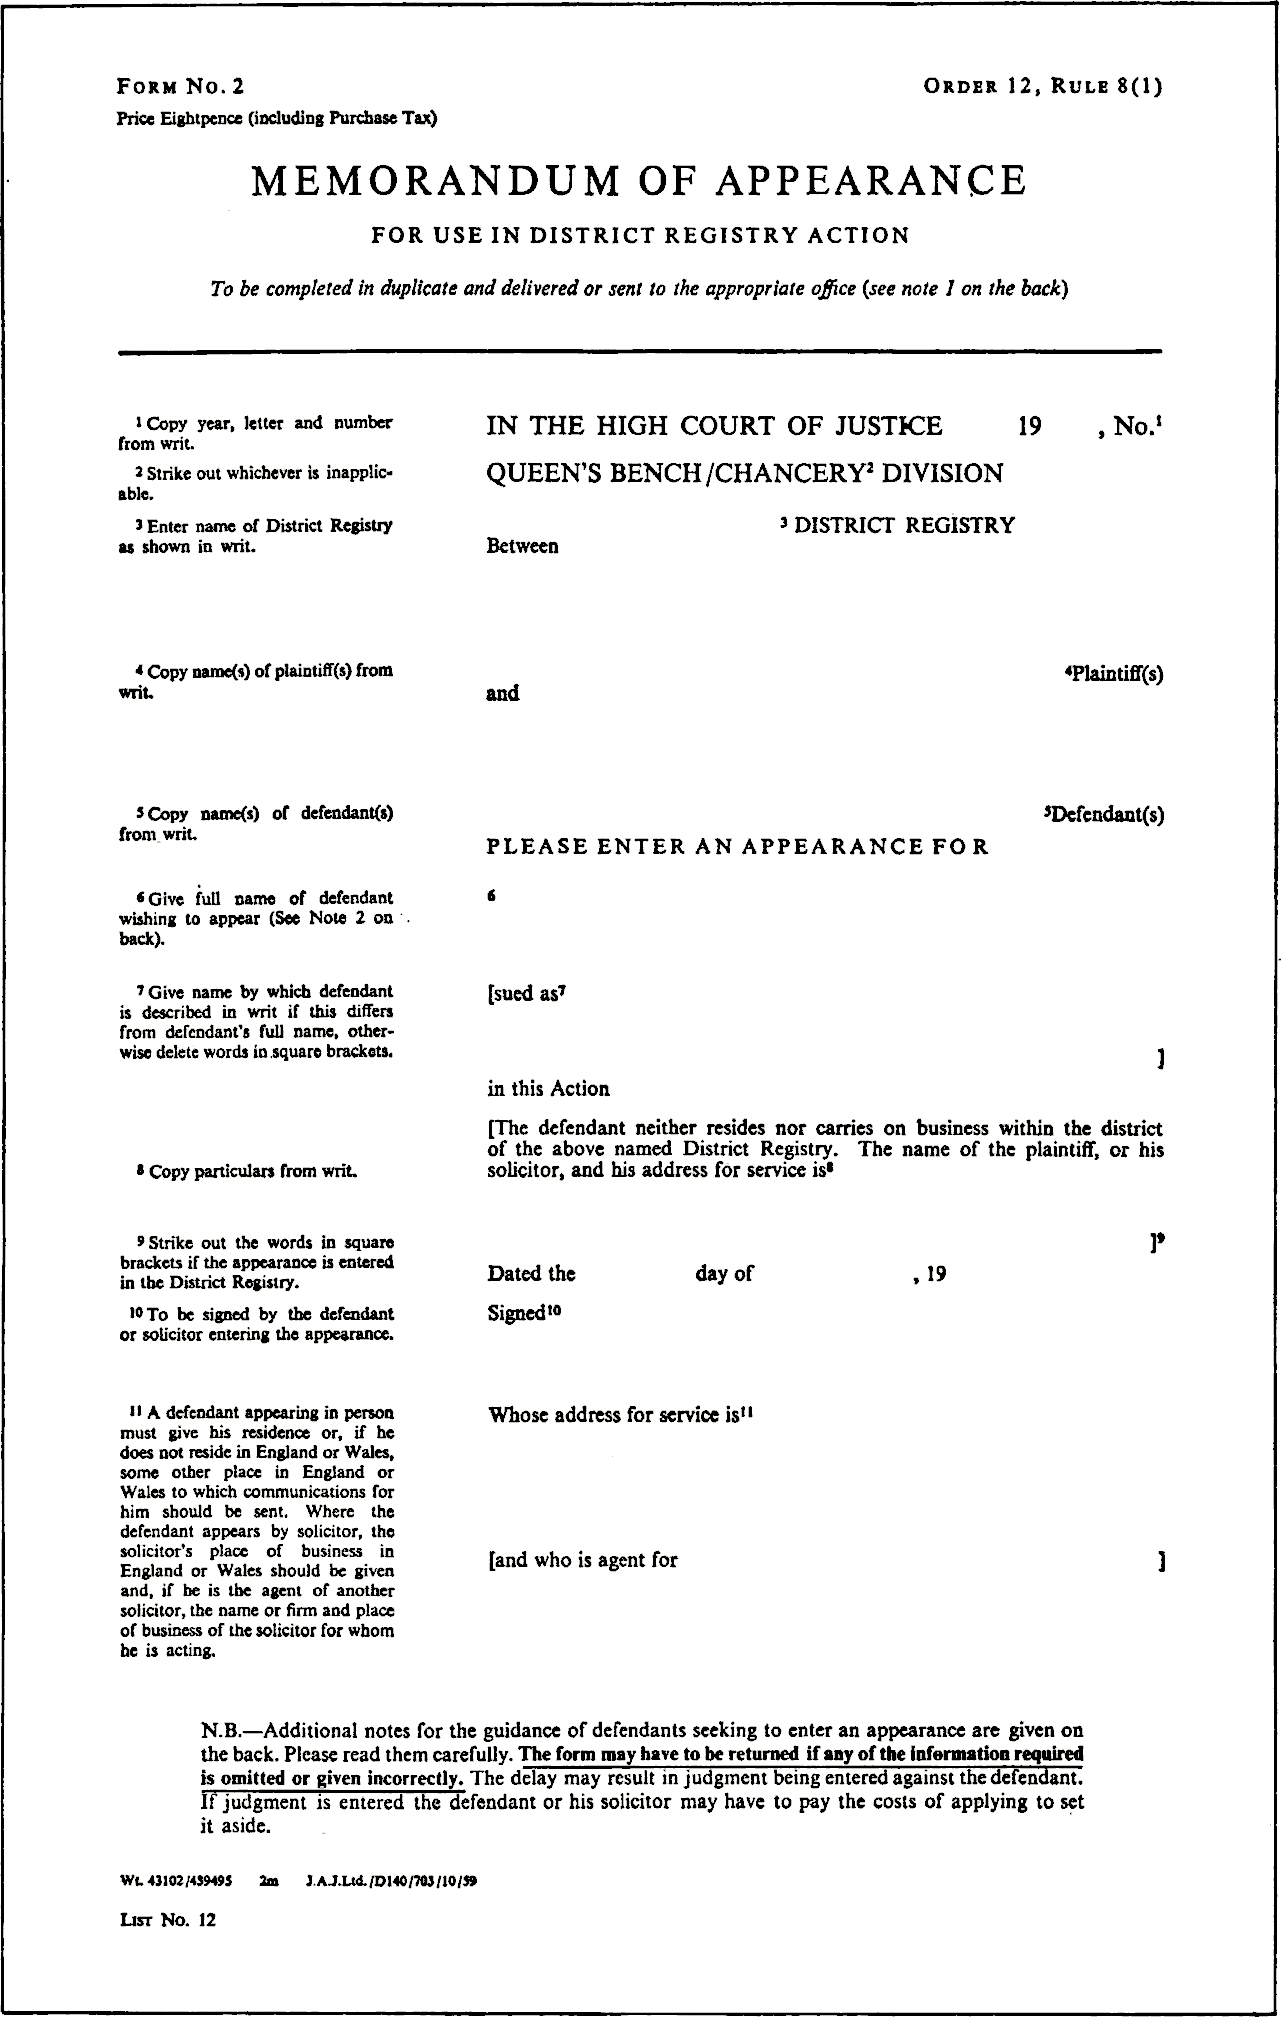 FORM NO. 2
ORDER 12, RULE 8(1)
Price Eightpence (including Purchase Tax)
MEMORANDUM OF APPEARANCE
FOR USE IN DISTRICT REGISTRY ACTION
To be completed in duplicate and delivered or sent to the appropriate office (see note 1 on the back)
¹ Copy year, letter and number
from writ.
IN THE HIGH COURT OF JUSTICE 19 , No.¹
² Strike out whichever is inapplic-
able.
QUEEN'S BENCH/CHANCERY² DIVISION
³ Enter name of District Registry
as shown in writ.
³ DISTRICT REGISTRY
Between
⁴ Copy name(s) of plaintiff(s) from
writ.
⁴Plaintiff(s)
and
⁵ Copy name(s) of defendant(s)
from writ.
⁵Defendant(s)
PLEASE ENTER AN APPEARANCE FOR
⁶ Give full name of defendant
wishing to appear (See Note 2 on
back).
⁶
⁷ Give name by which defendant
is described in writ if this differs
from defendant's full name, other-
wise delete words in square brackets.
[sued as⁷
]
in this Action
[The defendant neither resides nor carries on business within the district
of the above named District Registry. The name of the plaintiff, or his
solicitor, and his address for service is⁸
⁸ Copy particulars from writ.
⁹ Strike out the words in square
brackets if the appearance is entered
in the District Registry.
]⁹
Dated the day of , 19
¹⁰ To be signed by the defendant
or solicitor entering the appearance.
Signed¹⁰
¹¹ A defendant appearing in person
must give his residence or, if he
does not reside in England or Wales,
some other place in England or
Wales to which communications for
him should be sent. Where the
defendant appears by solicitor, the
solicitor's place of business in
England or Wales should be given
and, if he is the agent of another
solicitor, the name or firm and place
of business of the solicitor for whom
he is acting.
Whose address for service is¹¹
[and who is agent for ]
N.B.—Additional notes for the guidance of defendants seeking to enter an appearance are given on
the back. Please read them carefully. The form may have to be returned if any of the information required
is omitted or given incorrectly. The delay may result in judgment being entered against the defendant.
If judgment is entered the defendant or his solicitor may have to pay the costs of applying to set
it aside.
Wt. 43102/439495 2m J.A.J.Ltd./D140/703/10/59
LIST No. 12